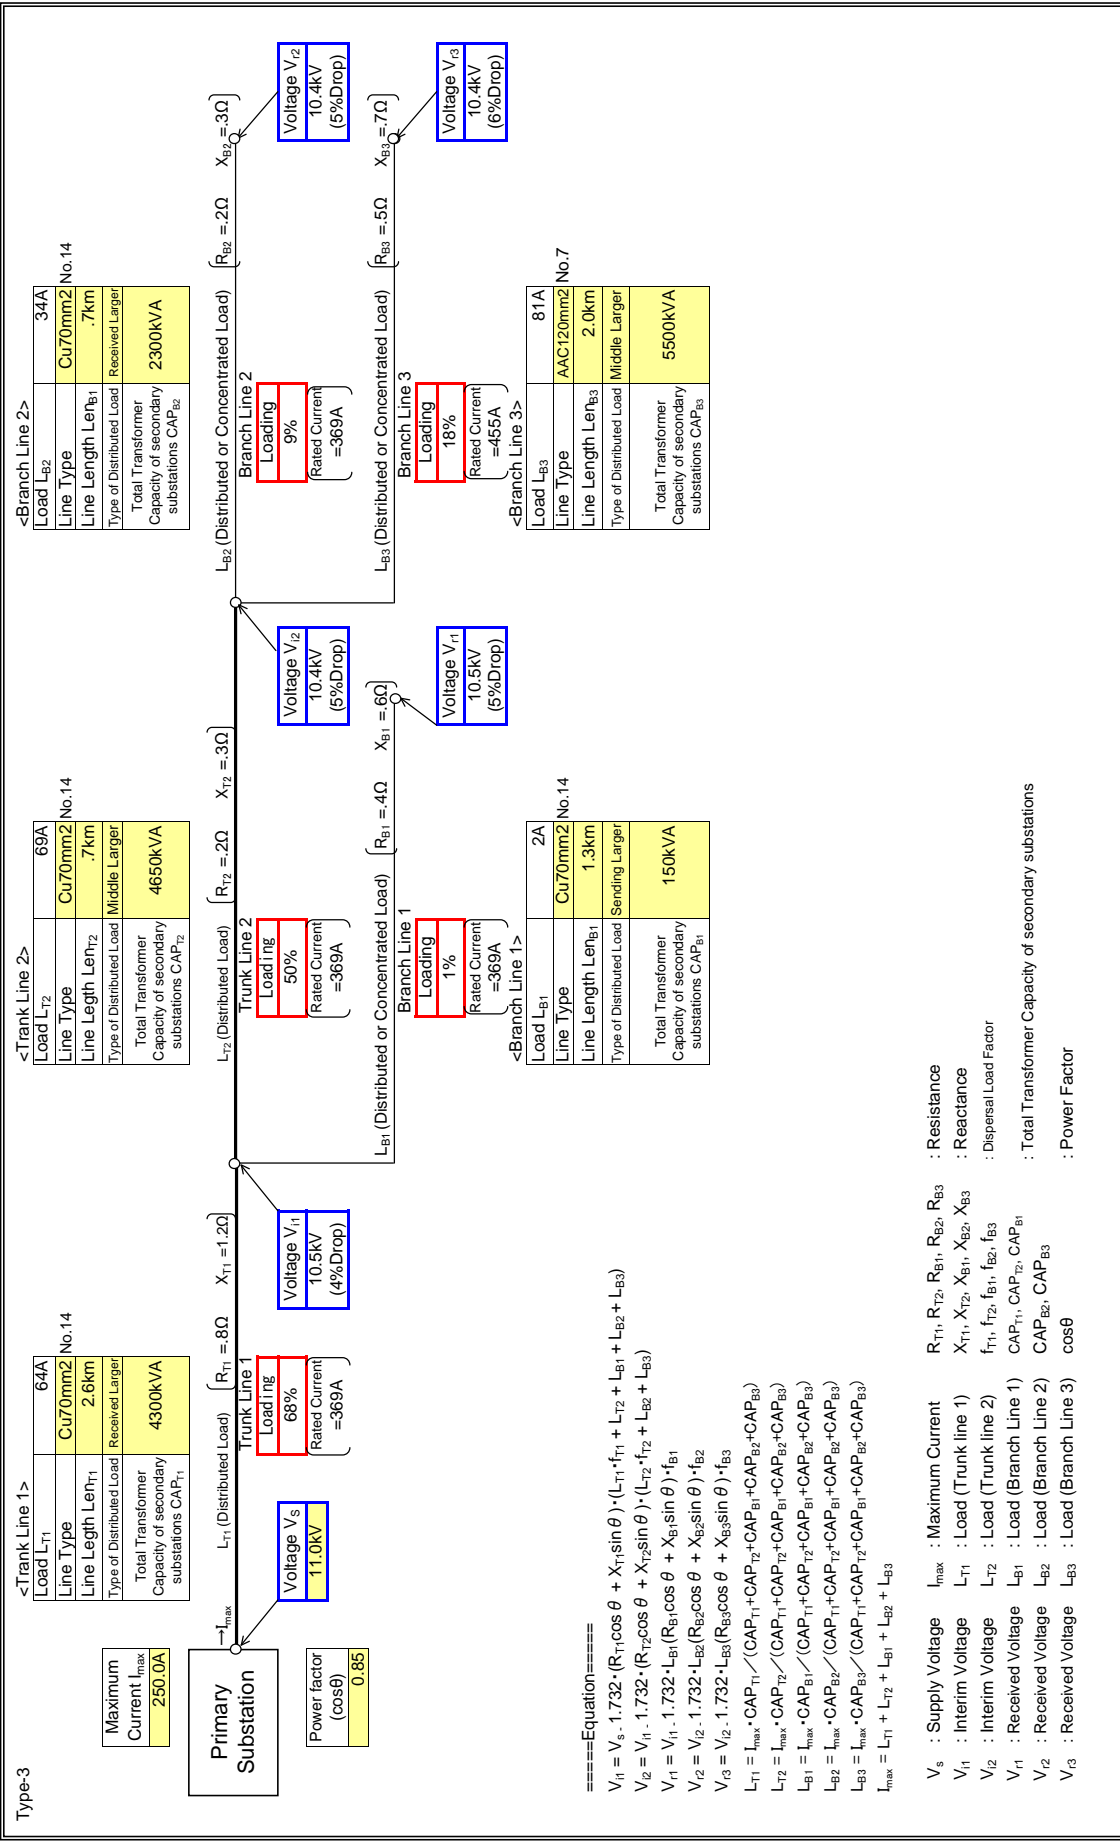 Type-3
Maximum
Current Imax
250.0A
Primary
Substation
Power factor
(cosθ)
0.85
→Imax
Voltage Vs
11.0kV
<Trank Line 1>
Load LT1 64A
Line Type Cu70mm2 No.14
Line Legth LenT1 2.6km
Type of Distributed Load Received Larger
Total Transformer
Capacity of secondary
substations CAPT1
4300kVA
LT1 (Distributed Load)
RT1 =.8Ω XT1 =1.2Ω
Trunk Line 1
Loading
68%
Rated Current
=369A
Voltage Vi1
10.5kV
(4%Drop)
<Trank Line 2>
Load LT2 69A
Line Type Cu70mm2 No.14
Line Legth LenT2 .7km
Type of Distributed Load Middle Larger
Total Transformer
Capacity of secondary
substations CAPT2
4650kVA
LT2 (Distributed Load)
RT2 =.2Ω XT2 =.3Ω
Trunk Line 2
Loading
50%
Rated Current
=369A
Voltage Vi2
10.4kV
(5%Drop)
LB1 (Distributed or Concentrated Load)
RB1 =.4Ω XB1 =.6Ω
Branch Line 1
Loading
1%
Rated Current
=369A
Voltage Vr1
10.5kV
(5%Drop)
<Branch Line 1>
Load LB1 2A
Line Type Cu70mm2 No.14
Line Length LenB1 1.3km
Type of Distributed Load Sending Larger
Total Transformer
Capacity of secondary
substations CAPB1
150kVA
<Branch Line 2>
Load LB2 34A
Line Type Cu70mm2 No.14
Line Length LenB1 .7km
Type of Distributed Load Received Larger
Total Transformer
Capacity of secondary
substations CAPB2
2300kVA
LB2 (Distributed or Concentrated Load)
RB2 =.2Ω XB2 =.3Ω
Branch Line 2
Loading
9%
Rated Current
=369A
Voltage Vr2
10.4kV
(5%Drop)
LB3 (Distributed or Concentrated Load)
RB3 =.5Ω XB3 =.7Ω
Branch Line 3
Loading
18%
Rated Current
=455A
Voltage Vr3
10.4kV
(6%Drop)
<Branch Line 3>
Load LB3 81A
Line Type AAC120mm2 No.7
Line Length LenB3 2.0km
Type of Distributed Load Middle Larger
Total Transformer
Capacity of secondary
substations CAPB3
5500kVA
=====Equation=====
Vi1 = Vs - 1.732・(RT1cos θ + XT1sin θ)・(LT1・fT1 + LT2 + LB1 + LB2 + LB3)
Vi2 = Vi1 - 1.732・(RT2cos θ + XT2sin θ)・(LT2・fT2 + LB2 + LB3)
Vr1 = Vi1 - 1.732・LB1(RB1cos θ + XB1sin θ)・fB1
Vr2 = Vi2 - 1.732・LB2(RB2cos θ + XB2sin θ)・fB2
Vr3 = Vi2 - 1.732・LB3(RB3cos θ + XB3sin θ)・fB3
LT1 = Imax・CAPT1／(CAPT1+CAPT2+CAPB1+CAPB2+CAPB3)
LT2 = Imax・CAPT2／(CAPT1+CAPT2+CAPB1+CAPB2+CAPB3)
LB1 = Imax・CAPB1／(CAPT1+CAPT2+CAPB1+CAPB2+CAPB3)
LB2 = Imax・CAPB2／(CAPT1+CAPT2+CAPB1+CAPB2+CAPB3)
LB3 = Imax・CAPB3／(CAPT1+CAPT2+CAPB1+CAPB2+CAPB3)
Imax = LT1 + LT2 + LB1 + LB2 + LB3
Vs : Supply Voltage Imax : Maximum Current RT1, RT2, RB1, RB2, RB3 : Resistance
Vi1 : Interim Voltage LT1 : Load (Trunk line 1) XT1, XT2, XB1, XB2, XB3 : Reactance
Vi2 : Interim Voltage LT2 : Load (Trunk line 2) fT1, fT2, fB1, fB2, fB3 : Dispersal Load Factor
Vr1 : Received Voltage LB1 : Load (Branch Line 1) CAPT1, CAPT2, CAPB1
Vr2 : Received Voltage LB2 : Load (Branch Line 2) CAPB2, CAPB3 : Total Transformer Capacity of secondary substations
Vr3 : Received Voltage LB3 : Load (Branch Line 3) cosθ : Power Factor